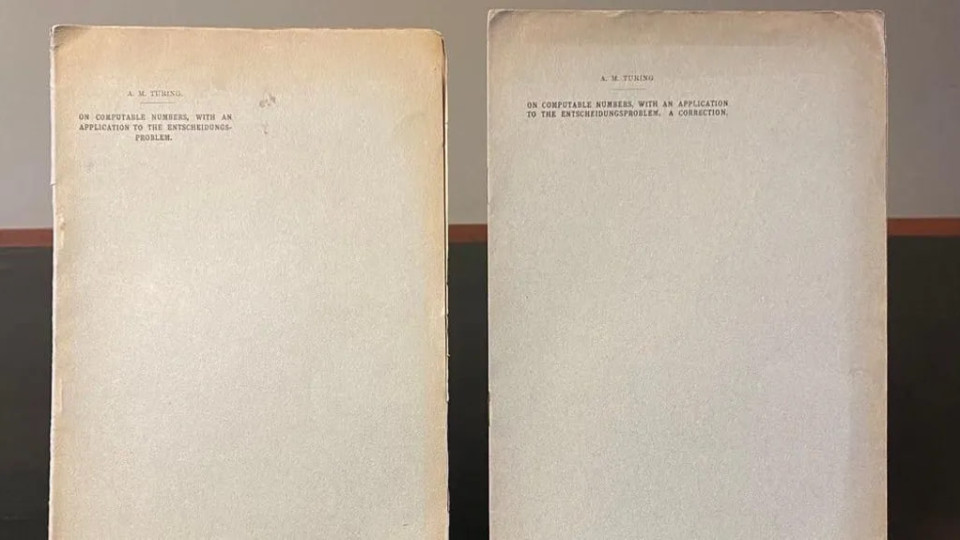 A. M. TURING.
ON COMPUTABLE NUMBERS, WITH AN
APPLICATION TO THE ENTSCHEIDUNGS-
PROBLEM.
A. M. TURING
ON COMPUTABLE NUMBERS, WITH AN APPLICATION
TO THE ENTSCHEIDUNGSPROBLEM. A CORRECTION.